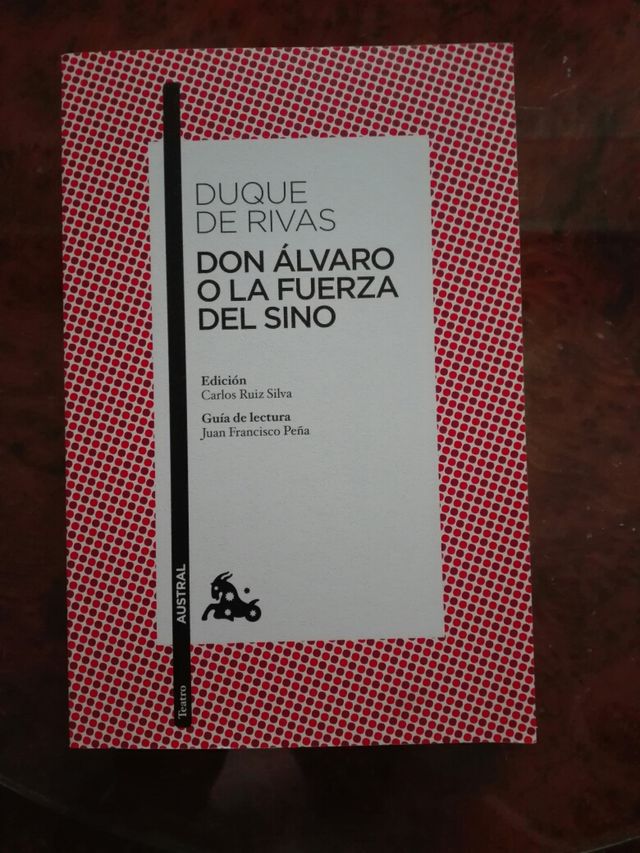 DUQUE
DE RIVAS
DON ÁLVARO
O LA FUERZA
DEL SINO
Edición
Carlos Ruiz Silva
Guía de lectura
Juan Francisco Peña
AUSTRAL
Teatro